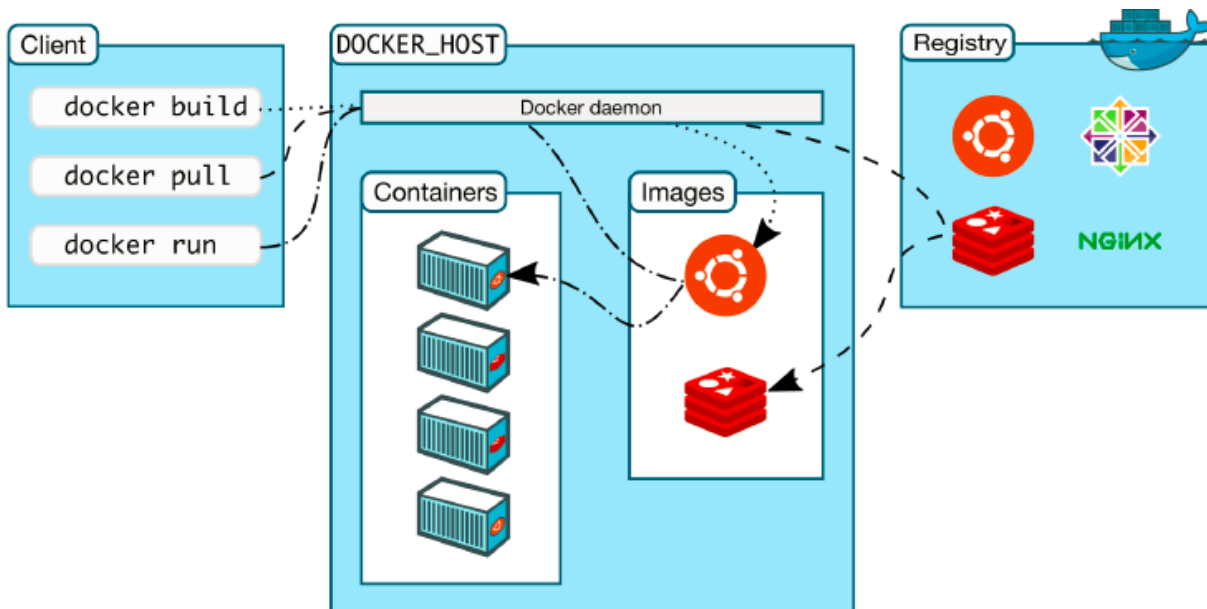 Client
docker build
docker pull
docker run
DOCKER_HOST
Docker daemon
Containers
Images
Registry
NGINX